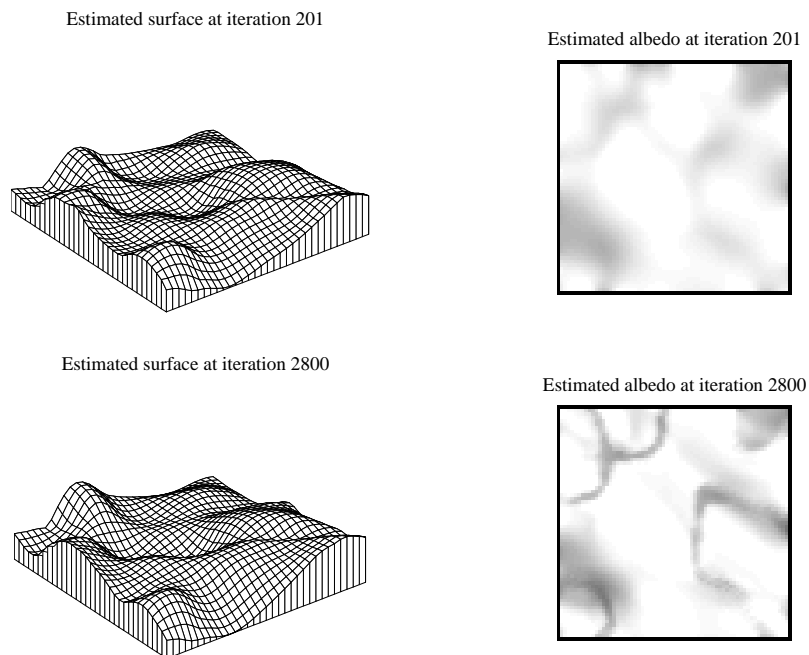 Estimated surface at iteration 201
Estimated albedo at iteration 201
Estimated surface at iteration 2800
Estimated albedo at iteration 2800